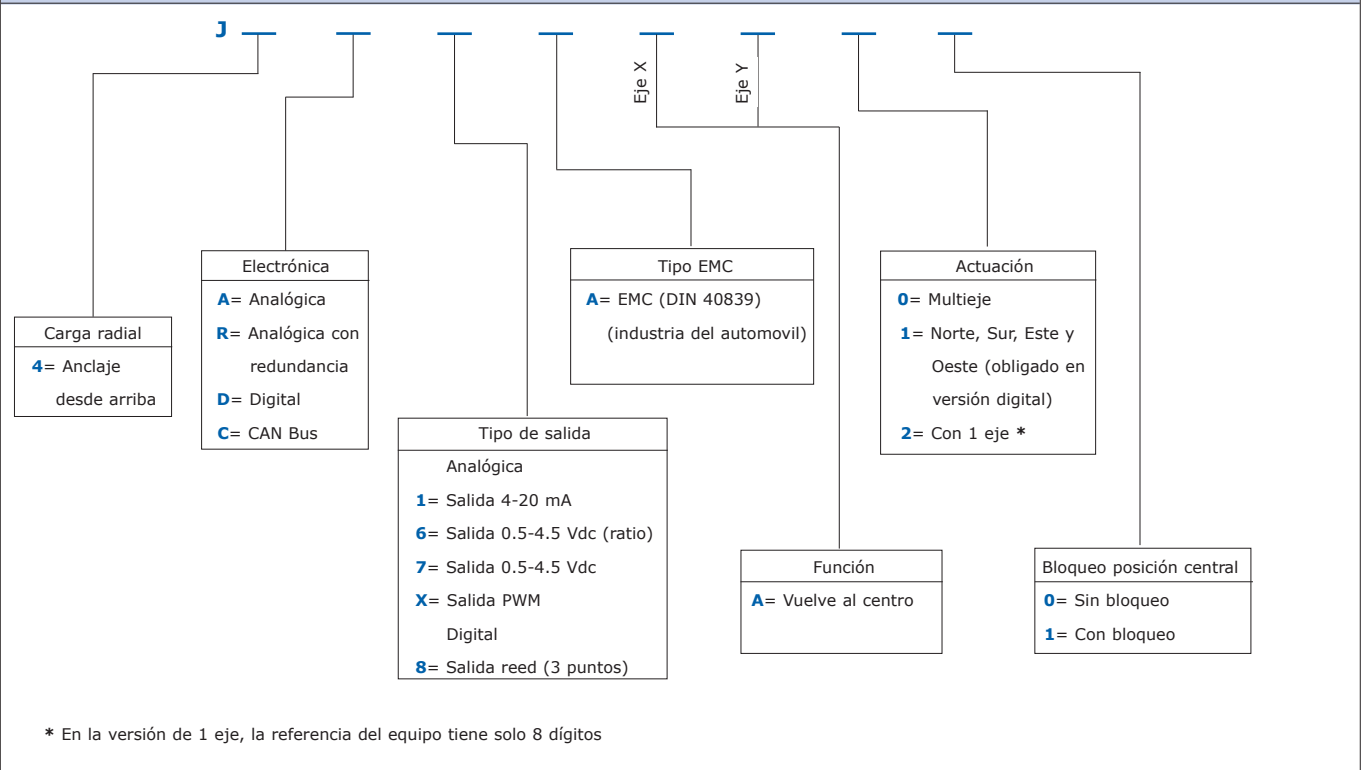 J
Eje X
Eje Y
Carga radial
4= Anclaje
desde arriba
Electrónica
A= Analógica
R= Analógica con
redundancia
D= Digital
C= CAN Bus
Tipo de salida
Analógica
1= Salida 4-20 mA
6= Salida 0.5-4.5 Vdc (ratio)
7= Salida 0.5-4.5 Vdc
X= Salida PWM
Digital
8= Salida reed (3 puntos)
Tipo EMC
A= EMC (DIN 40839)
(industria del automovil)
Función
A= Vuelve al centro
Actuación
0= Multieje
1= Norte, Sur, Este y
Oeste (obligado en
versión digital)
2= Con 1 eje *
Bloqueo posición central
0= Sin bloqueo
1= Con bloqueo
* En la versión de 1 eje, la referencia del equipo tiene solo 8 dígitos